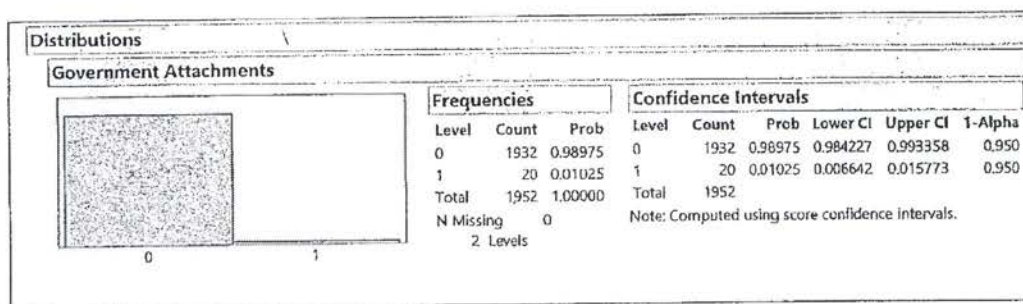 Distributions
Government Attachments
0 1
Frequencies
Level Count Prob
0 1932 0.98975
1 20 0.01025
Total 1952 1.00000
N Missing 0
2 Levels
Confidence Intervals
Level Count Prob Lower CI Upper CI 1-Alpha
0 1932 0.98975 0.984227 0.993358 0.950
1 20 0.01025 0.006642 0.015773 0.950
Total 1952
Note: Computed using score confidence intervals.